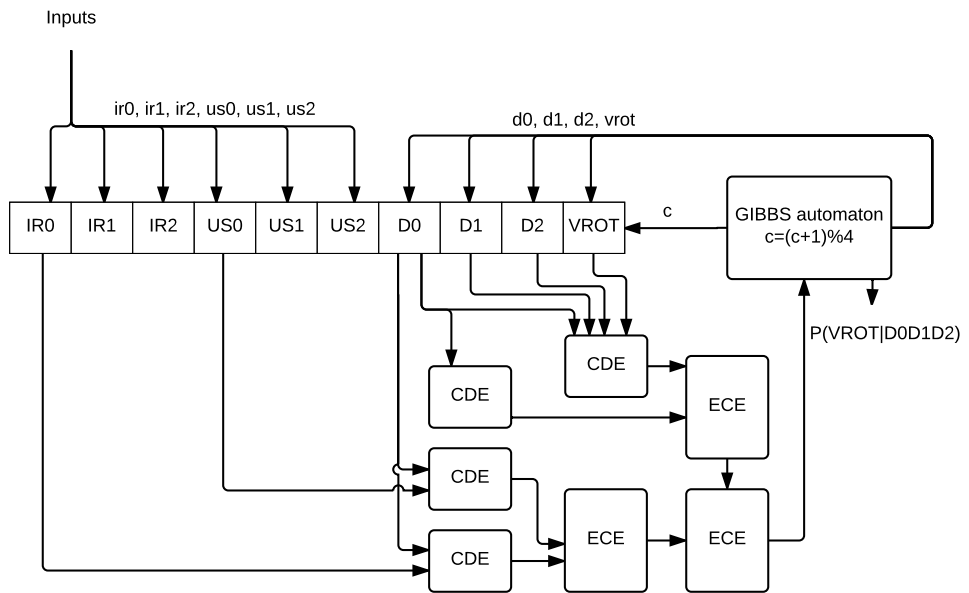 Inputs
ir0, ir1, ir2, us0, us1, us2
d0, d1, d2, vrot
IR0
IR1
IR2
US0
US1
US2
D0
D1
D2
VROT
c
GIBBS automaton
c=(c+1)%4
P(VROT|D0D1D2)
CDE
CDE
ECE
CDE
ECE
ECE
CDE